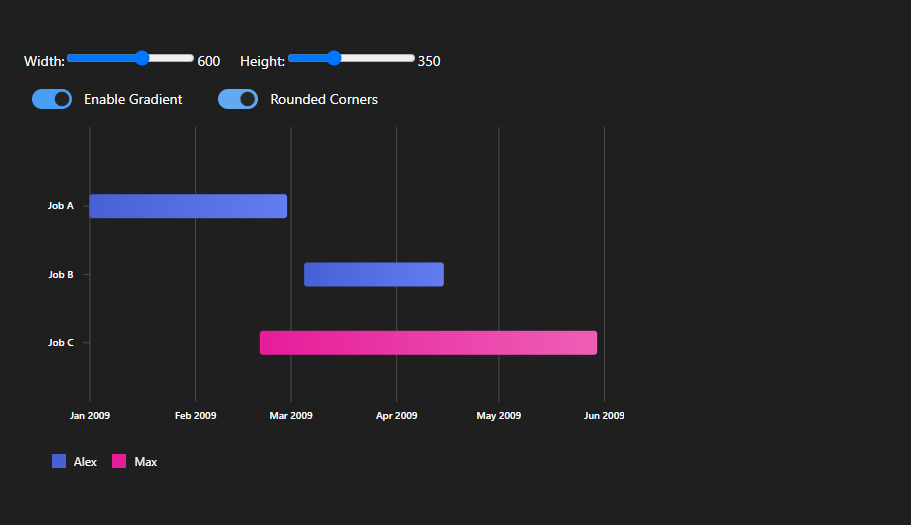 Width: 600 Height: 350
Enable Gradient Rounded Corners
Job A
Job B
Job C
Jan 2009 Feb 2009 Mar 2009 Apr 2009 May 2009 Jun 2009
Alex Max